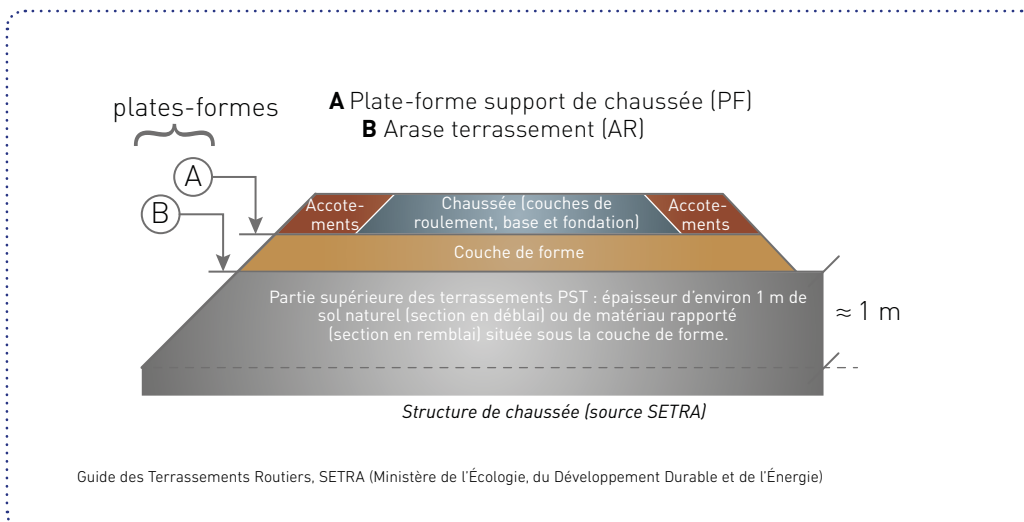 plates-formes
A Plate-forme support de chaussée (PF)
B Arase terrassement (AR)
A
B
Accote-
ments
Chaussée (couches de
roulement, base et fondation)
Accote-
ments
Couche de forme
Partie supérieure des terrassements PST : épaisseur d'environ 1 m de
sol naturel (section en déblai) ou de matériau rapporté
(section en remblai) située sous la couche de forme.
≈ 1 m
Structure de chaussée (source SETRA)
Guide des Terrassements Routiers, SETRA (Ministère de l'Écologie, du Développement Durable et de l'Énergie)